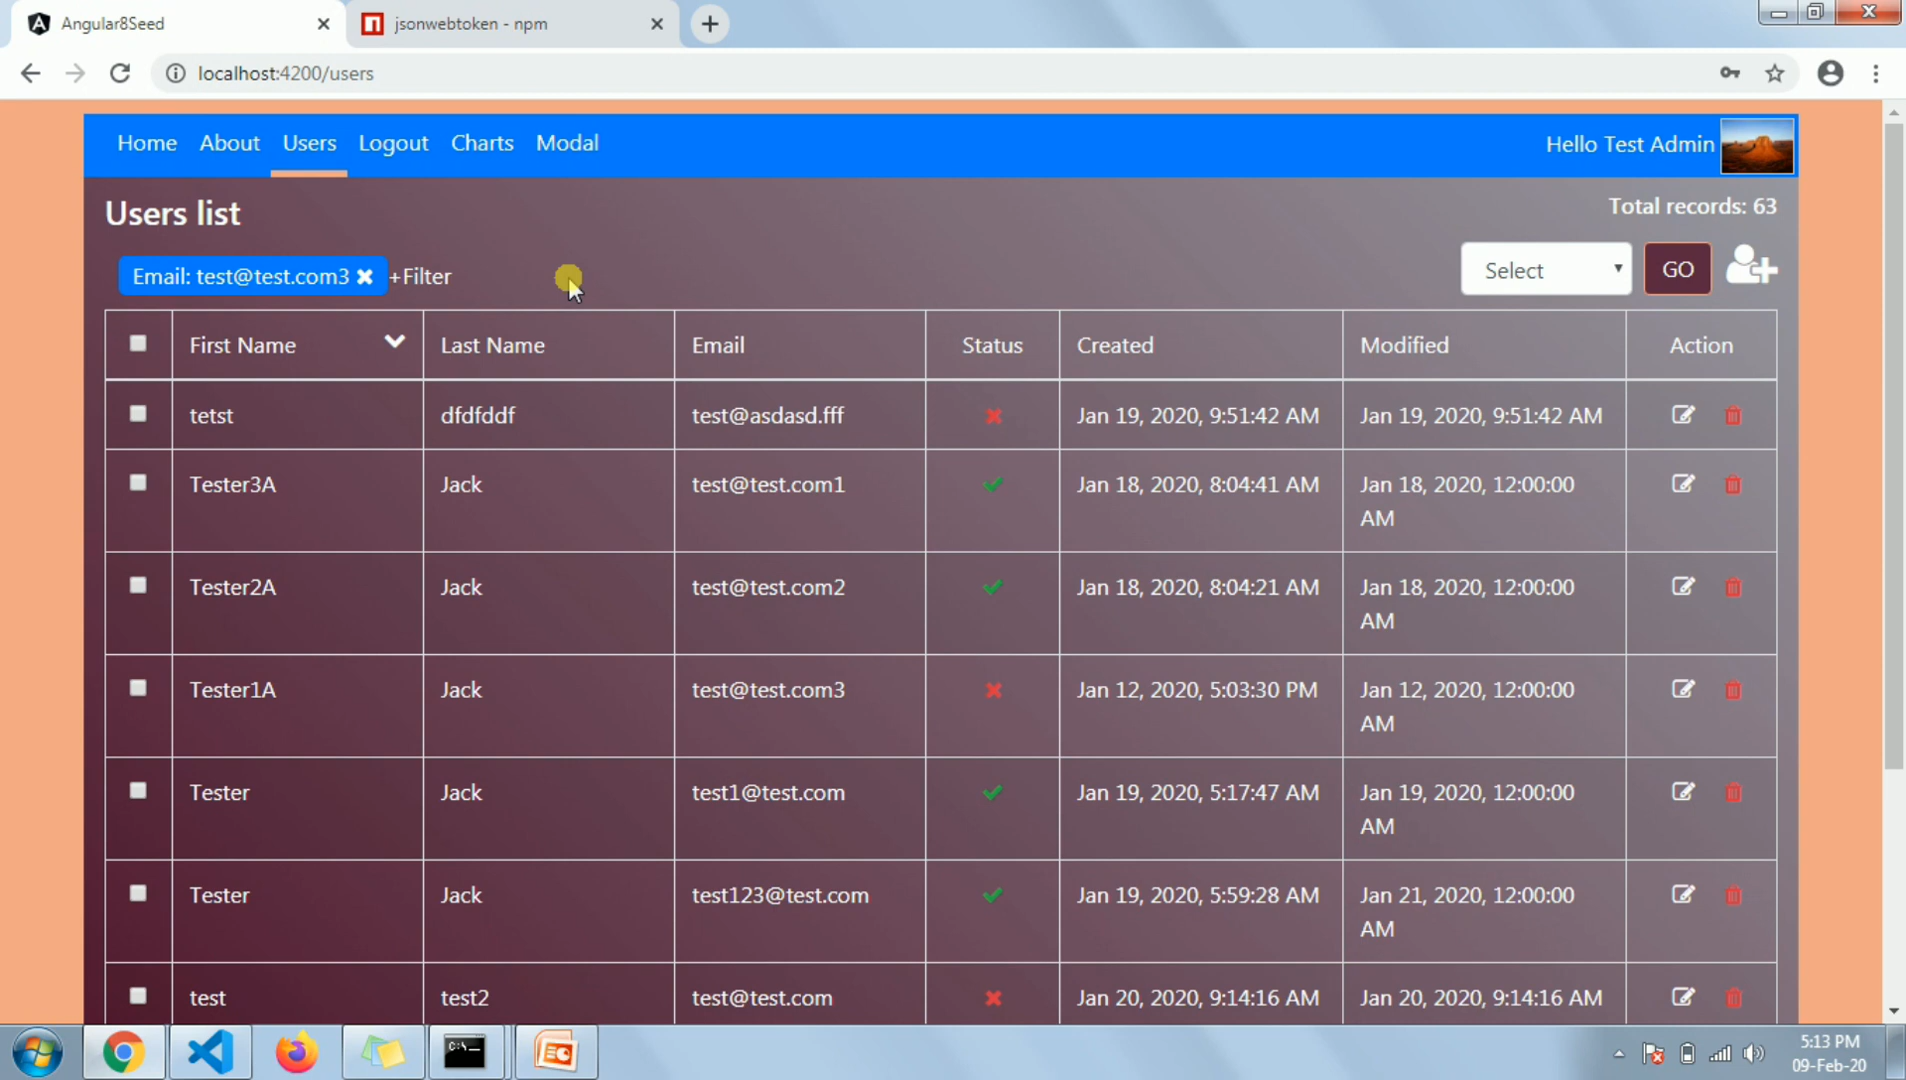 Angular8Seed
jsonwebtoken - npm
localhost:4200/users
Home About Users Logout Charts Modal
Hello Test Admin
Users list
Total records: 63
Email: test@test.com3 ✖ +Filter
Select
GO
First Name Last Name Email Status Created Modified Action
tetst dfdfddf test@asdasd.fff Jan 19, 2020, 9:51:42 AM Jan 19, 2020, 9:51:42 AM
Tester3A Jack test@test.com1 Jan 18, 2020, 8:04:41 AM Jan 18, 2020, 12:00:00
AM
Tester2A Jack test@test.com2 Jan 18, 2020, 8:04:21 AM Jan 18, 2020, 12:00:00
AM
Tester1A Jack test@test.com3 Jan 12, 2020, 5:03:30 PM Jan 12, 2020, 12:00:00
AM
Tester Jack test1@test.com Jan 19, 2020, 5:17:47 AM Jan 19, 2020, 12:00:00
AM
Tester Jack test123@test.com Jan 19, 2020, 5:59:28 AM Jan 21, 2020, 12:00:00
AM
test test2 test@test.com Jan 20, 2020, 9:14:16 AM Jan 20, 2020, 9:14:16 AM
5:13 PM
09-Feb-20